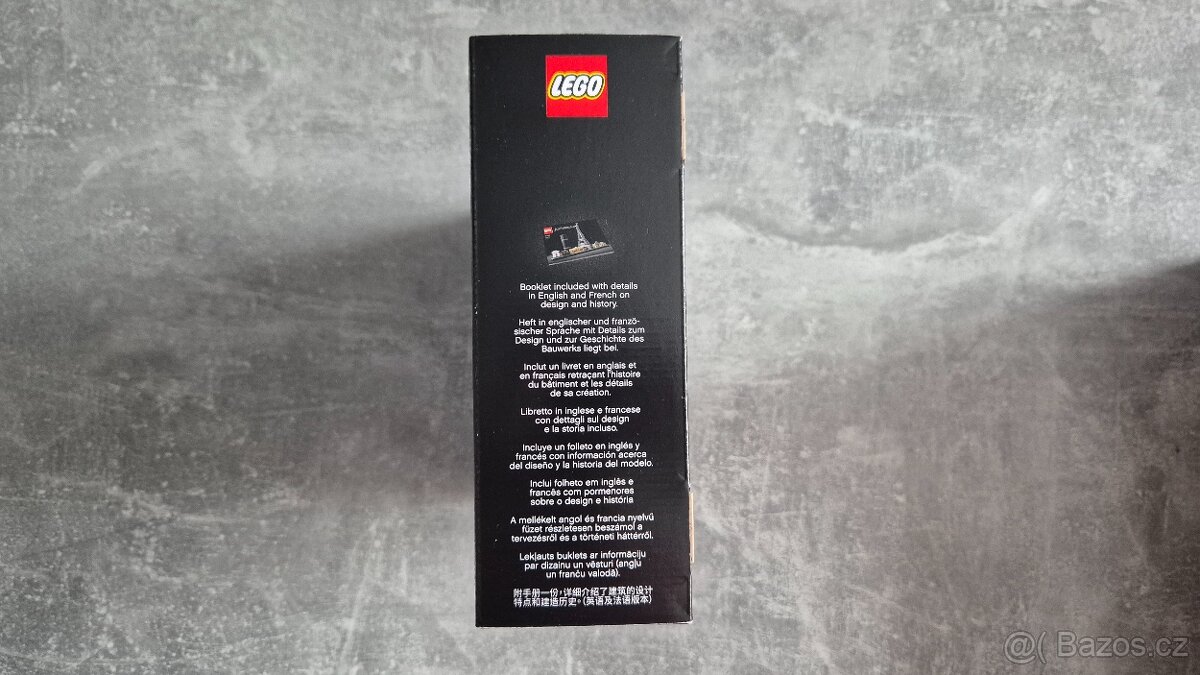 LEGO
Booklet included with details
in English and French on
design and history.
Heft in englischer und franzö-
sischer Sprache mit Details zum
Design und zur Geschichte des
Bauwerks liegt bei.
Inclut un livret en anglais et
en français retraçant l'histoire
du bâtiment et les détails
de sa création.
Libretto in inglese e francese
con dettagli sul design
e la storia incluso.
Incluye un folleto en inglés y
francés con información acerca
del diseño y la historia del modelo.
Inclui folheto em inglês e
francês com pormenores
sobre o design e história
A mellékelt angol és francia nyelvű
füzet részletesen beszámol a
tervezésről és a történeti háttérről.
Iekļauts buklets ar informāciju
par dizainu un vēsturi (angļu
un franču valodā).
附手册一份，详细介绍了建筑的设计
特点和建造历史。(英语及法语版本)
@( Bazos.cz